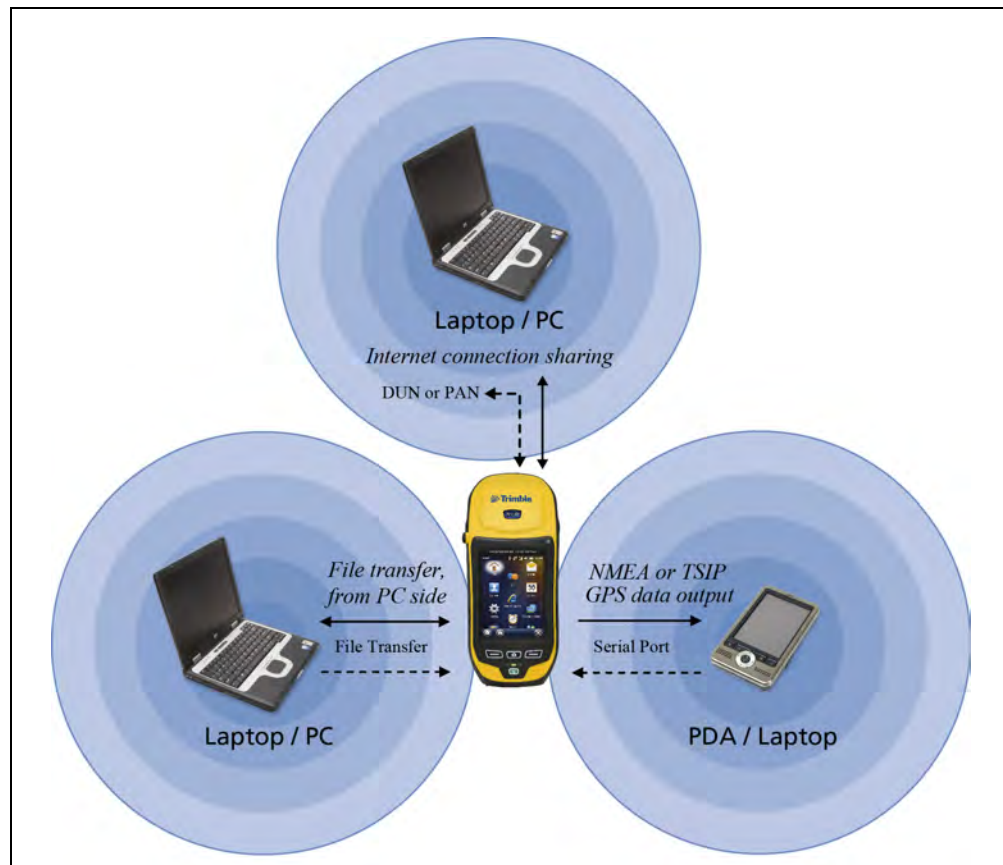 Laptop / PC
Internet connection sharing
DUN or PAN
Trimble
File transfer,
from PC side
File Transfer
Laptop / PC
NMEA or TSIP
GPS data output
Serial Port
PDA / Laptop